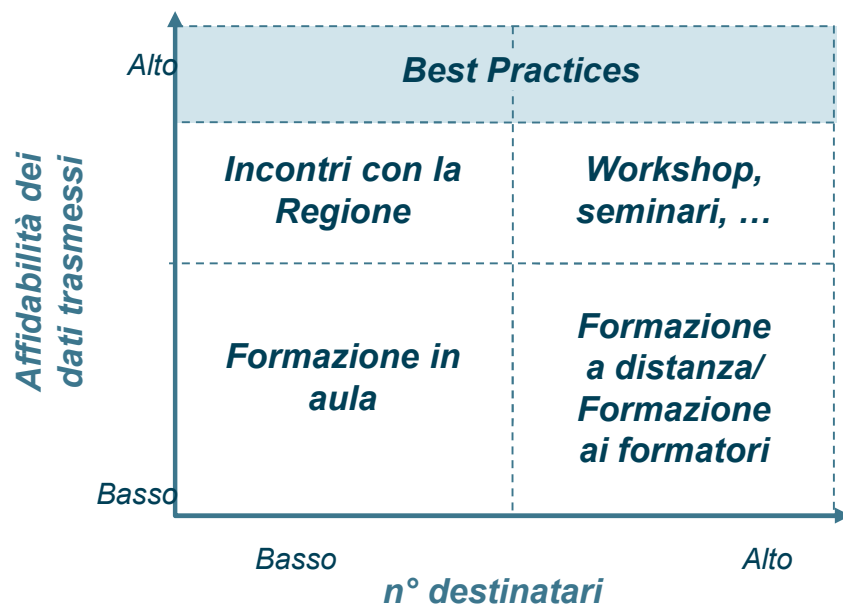 Alto
Best Practices
Incontri con la
Regione
Workshop,
seminari, …
Affidabilità dei
dati trasmessi
Formazione in
aula
Formazione
a distanza/
Formazione
ai formatori
Basso
Basso
Alto
n° destinatari